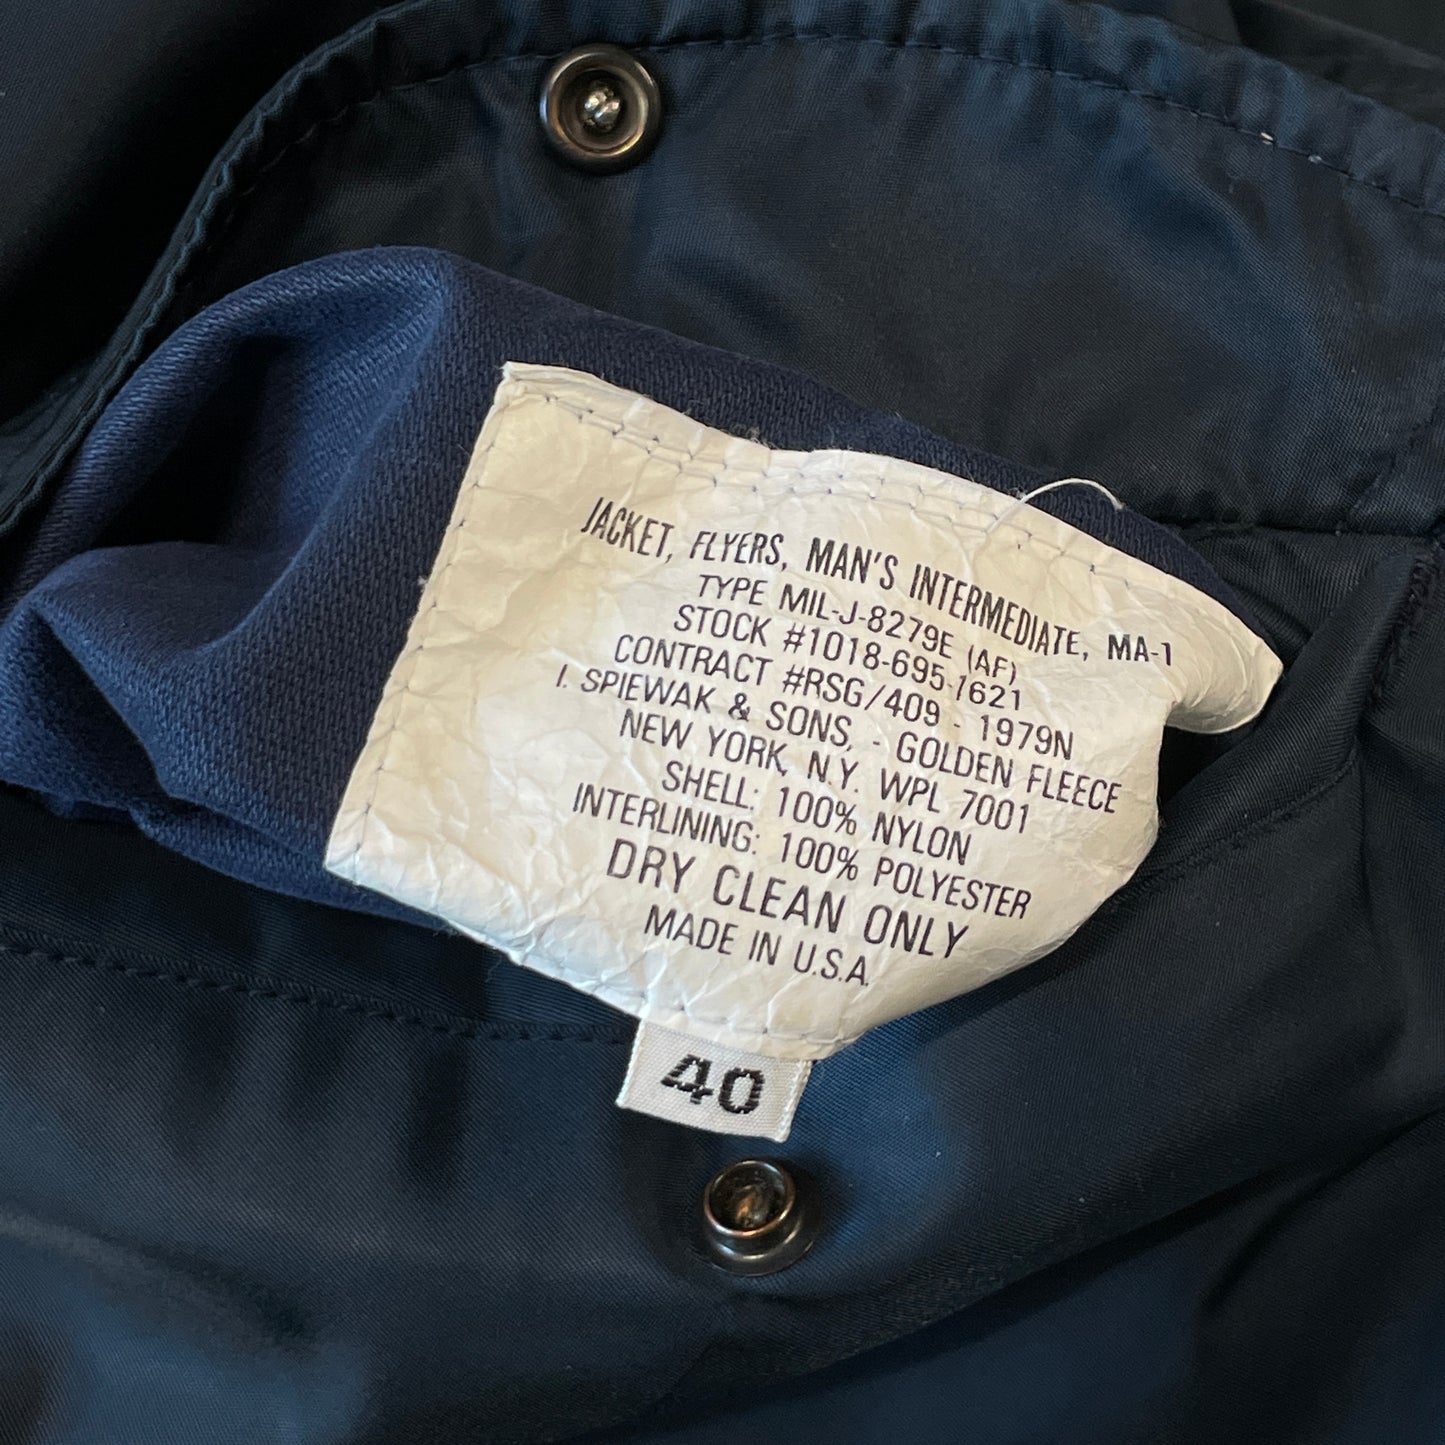 JACKET, FLYERS, MAN'S INTERMEDIATE, MA-1
TYPE MIL-J-8279E (AF)
STOCK #1018-695-1621
CONTRACT #RSG/409 - 1979N
I. SPIEWAK & SONS, - GOLDEN FLEECE
NEW YORK, N.Y. WPL 7001
SHELL: 100% NYLON
INTERLINING: 100% POLYESTER
DRY CLEAN ONLY
MADE IN U.S.A.
40